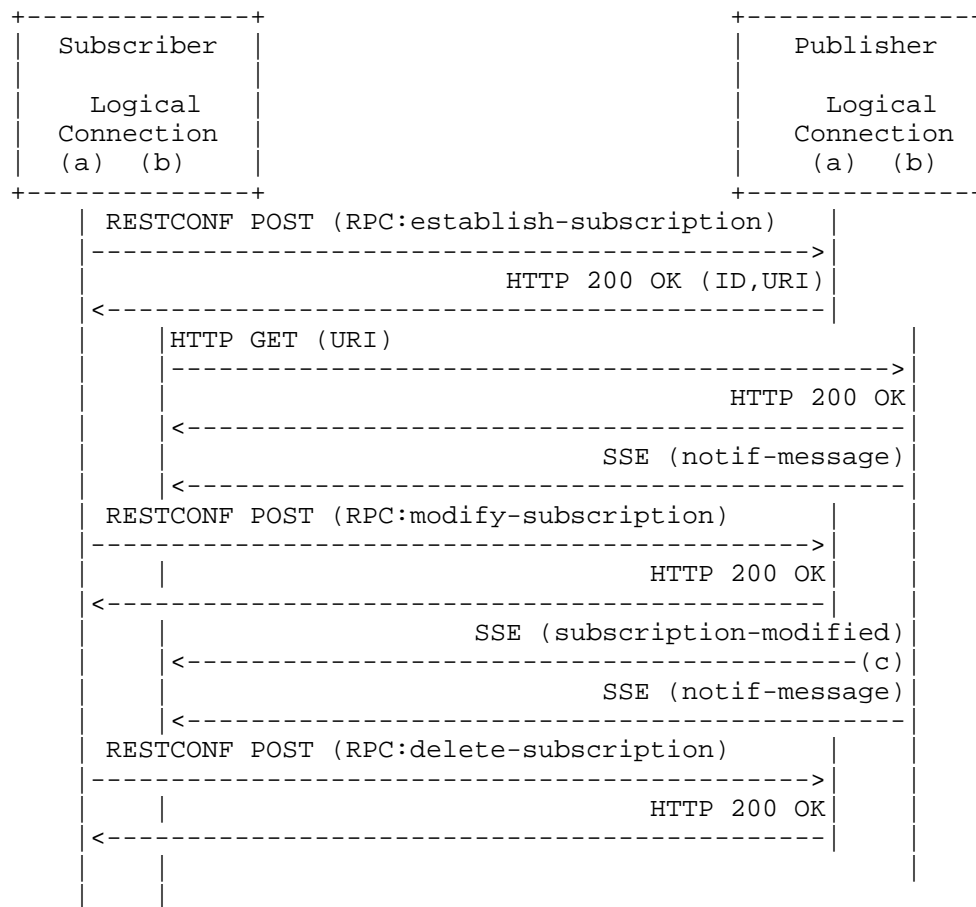 Subscriber Publisher
Logical Logical
Connection Connection
(a) (b) (a) (b)
RESTCONF POST (RPC:establish-subscription)
HTTP 200 OK (ID,URI)
HTTP GET (URI)
HTTP 200 OK
SSE (notif-message)
RESTCONF POST (RPC:modify-subscription)
HTTP 200 OK
SSE (subscription-modified)
(c)
SSE (notif-message)
RESTCONF POST (RPC:delete-subscription)
HTTP 200 OK